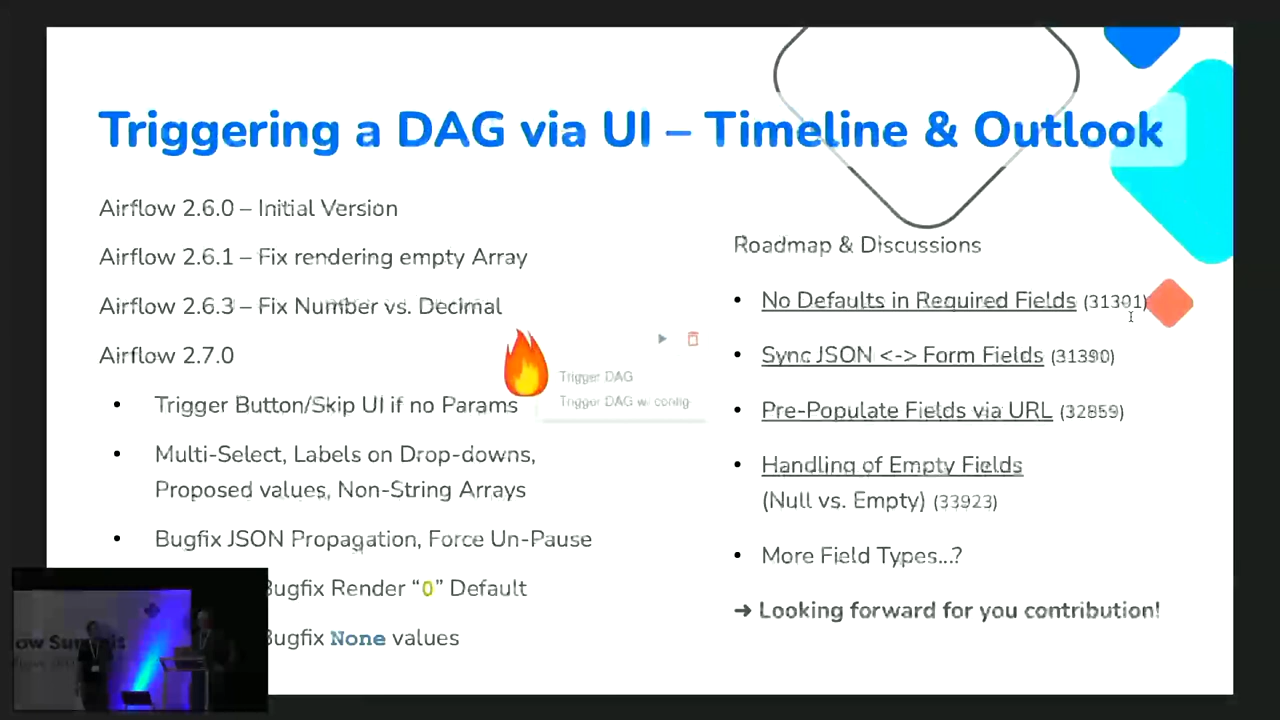 Triggering a DAG via UI – Timeline & Outlook
Airflow 2.6.0 – Initial Version
Airflow 2.6.1 – Fix rendering empty Array
Airflow 2.6.3 – Fix Number vs. Decimal
Airflow 2.7.0
• Trigger Button/Skip UI if no Params
Trigger DAG
Trigger DAG w/ config
• Multi-Select, Labels on Drop-downs,
Proposed values, Non-String Arrays
• Bugfix JSON Propagation, Force Un-Pause
Bugfix Render “0” Default
Bugfix None values
Roadmap & Discussions
• No Defaults in Required Fields (31301)
• Sync JSON <-> Form Fields (31390)
• Pre-Populate Fields via URL (32859)
• Handling of Empty Fields
(Null vs. Empty) (33923)
• More Field Types...?
➔ Looking forward for you contribution!
ow Summit